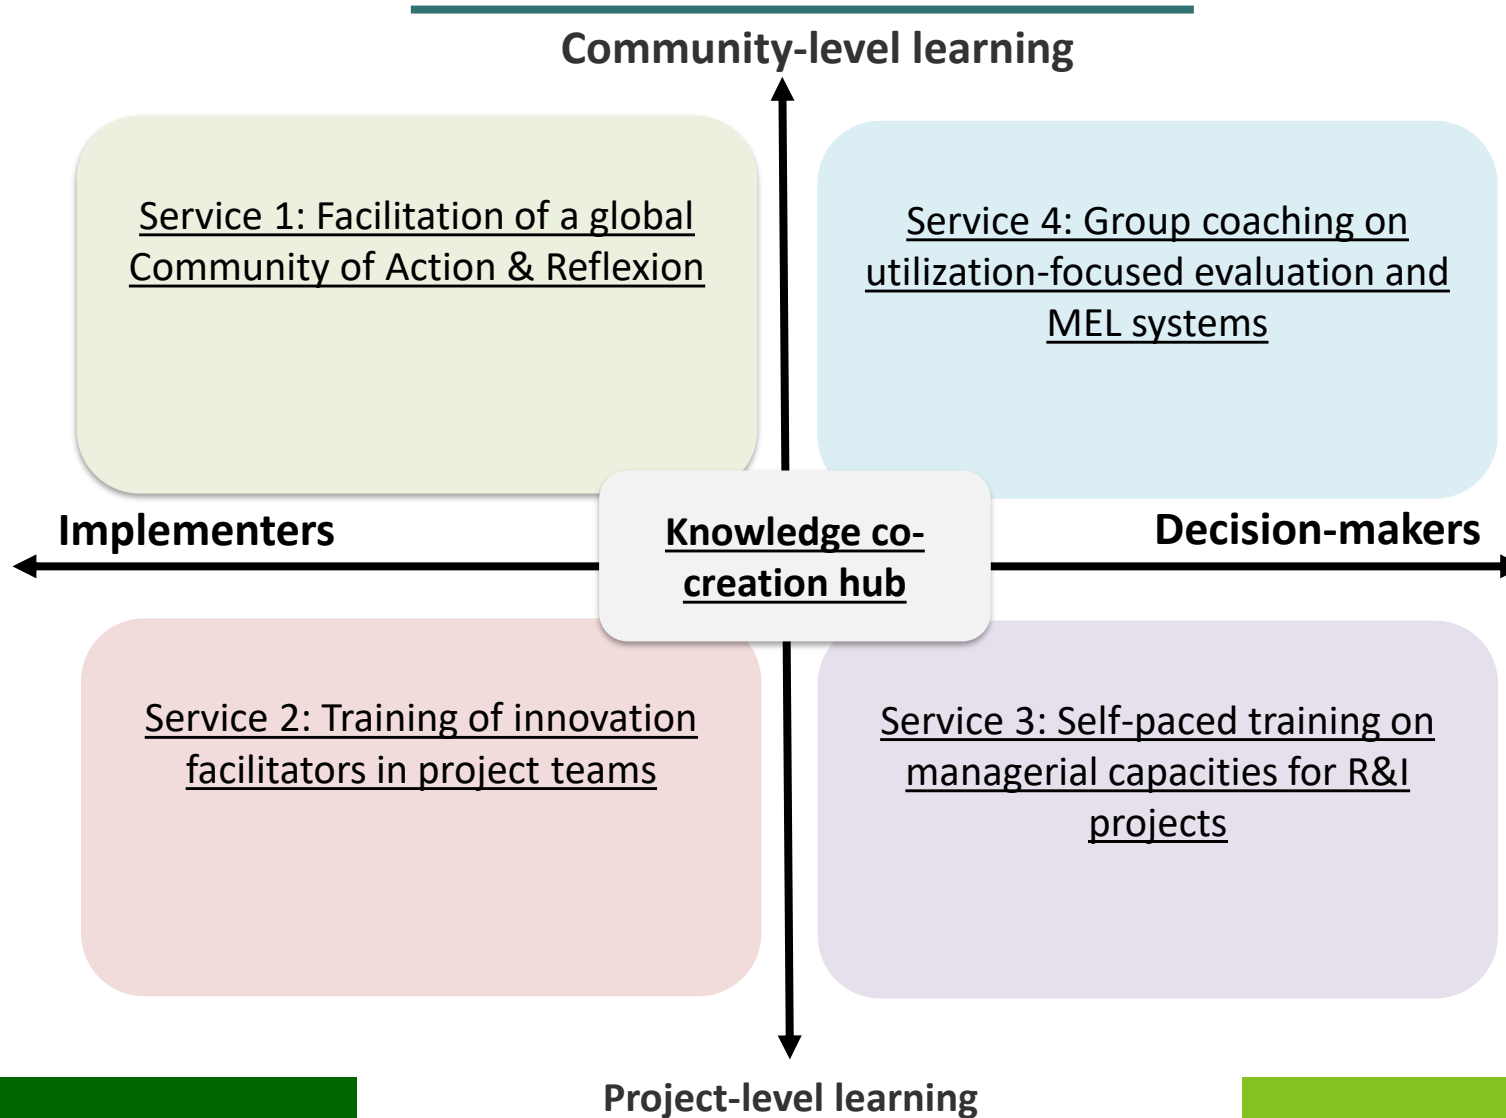 Community-level learning
Service 1: Facilitation of a global
Community of Action & Reflexion
Service 4: Group coaching on
utilization-focused evaluation and
MEL systems
Implementers
Knowledge co-
creation hub
Decision-makers
Service 2: Training of innovation
facilitators in project teams
Service 3: Self-paced training on
managerial capacities for R&I
projects
Project-level learning